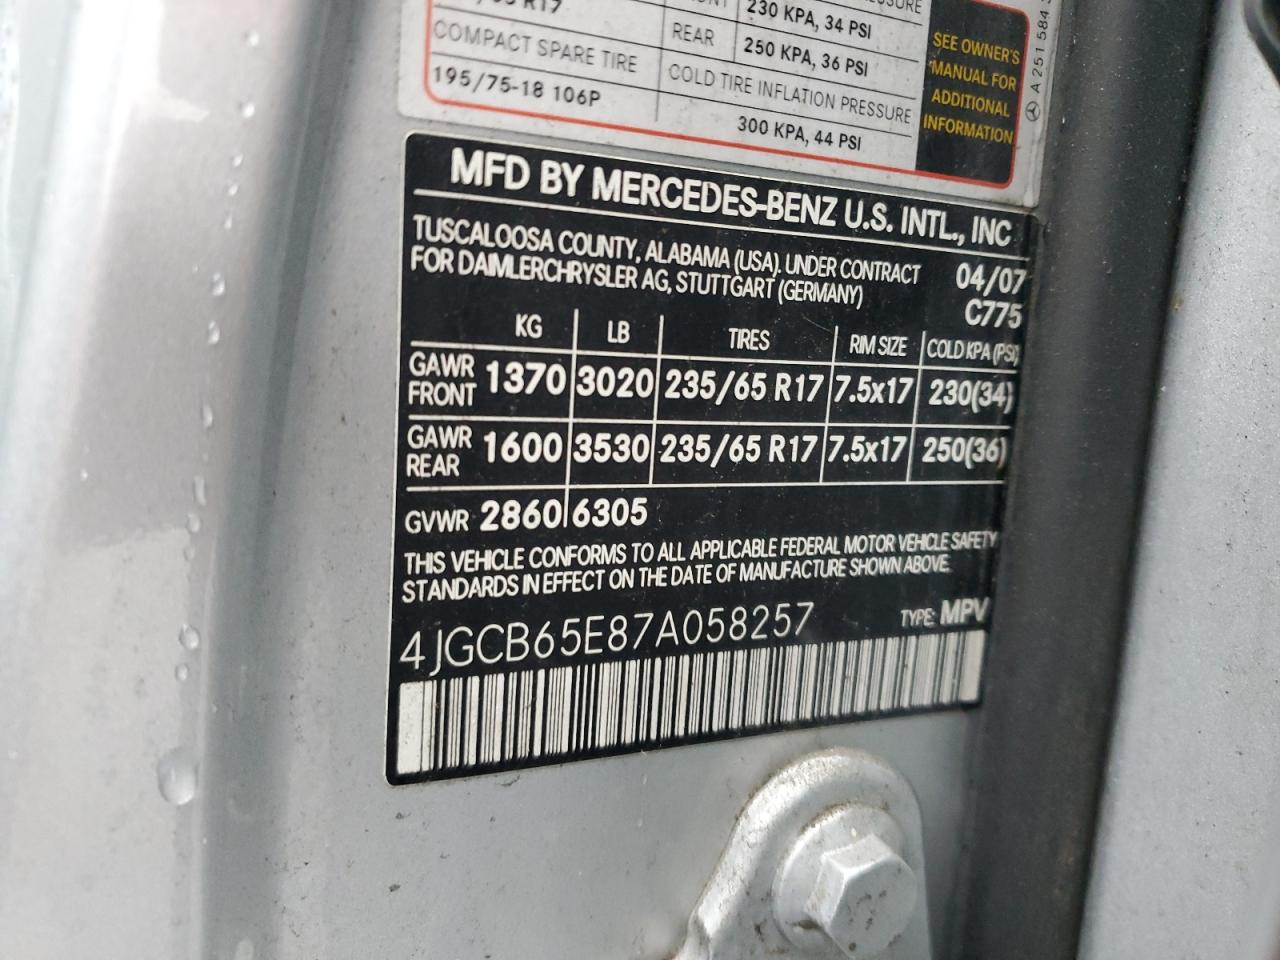 R17
COMPACT SPARE TIRE
195/75-18 106P
230 KPA, 34 PSI
REAR
250 KPA, 36 PSI
COLD TIRE INFLATION PRESSURE
300 KPA, 44 PSI
SEE OWNER'S
MANUAL FOR
ADDITIONAL
INFORMATION
A 251 584
MFD BY MERCEDES-BENZ U.S. INTL., INC
TUSCALOOSA COUNTY, ALABAMA (USA). UNDER CONTRACT
FOR DAIMLERCHRYSLER AG, STUTTGART (GERMANY)
04/07
C775
KG LB TIRES RIM SIZE COLD KPA (PSI)
GAWR FRONT 1370 3020 235/65 R17 7.5x17 230(34)
GAWR REAR 1600 3530 235/65 R17 7.5x17 250(36)
GVWR 2860 6305
THIS VEHICLE CONFORMS TO ALL APPLICABLE FEDERAL MOTOR VEHICLE SAFETY
STANDARDS IN EFFECT ON THE DATE OF MANUFACTURE SHOWN ABOVE.
4JGCB65E87A058257 TYPE: MPV